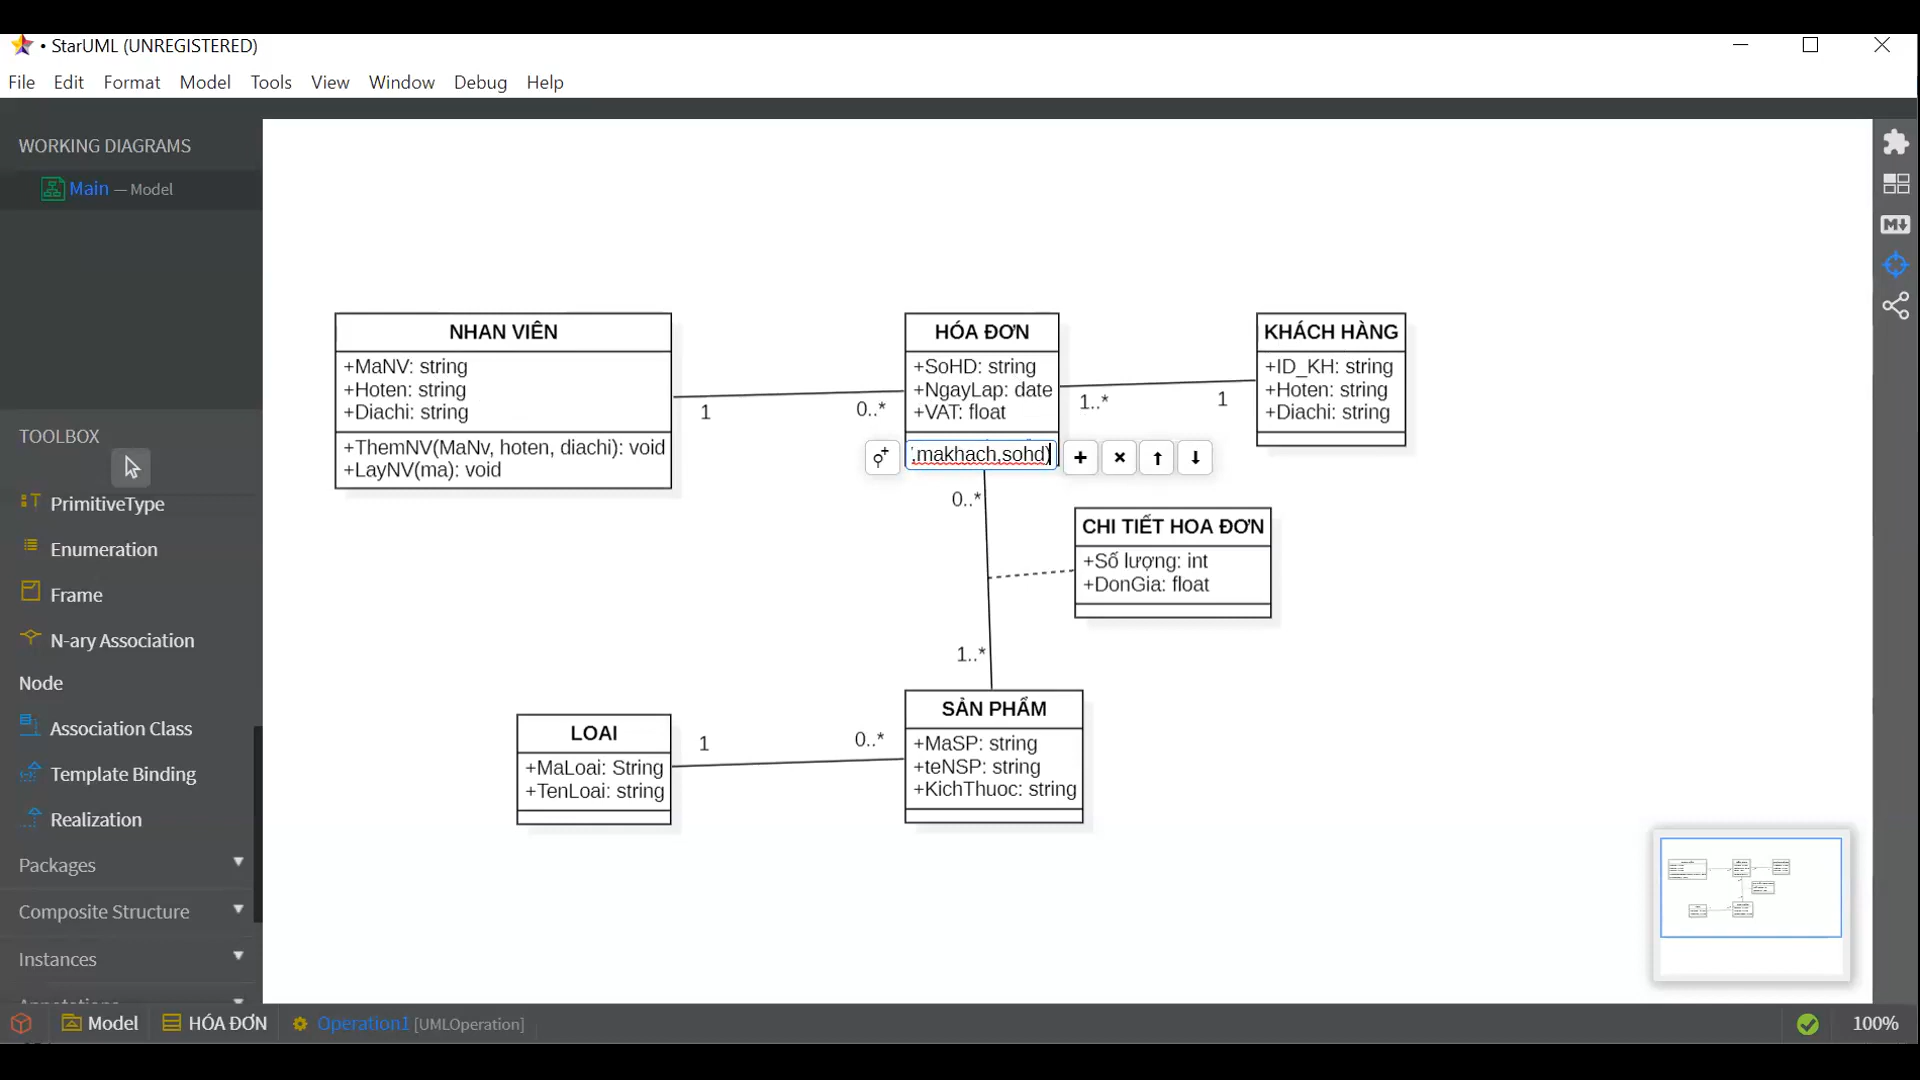 • StarUML (UNREGISTERED)
File Edit Format Model Tools View Window Debug Help
WORKING DIAGRAMS
Main — Model
TOOLBOX
PrimitiveType
Enumeration
Frame
N-ary Association
Node
Association Class
Template Binding
Realization
Packages
Composite Structure
Instances
Annotations
NHAN VIÊN
+MaNV: string
+Hoten: string
+Diachi: string
+ThemNV(MaNv, hoten, diachi): void
+LayNV(ma): void
1
0..*
HÓA ĐƠN
+SoHD: string
+NgayLap: date
+VAT: float
,makhach,sohd)
1..*
1
KHÁCH HÀNG
+ID_KH: string
+Hoten: string
+Diachi: string
0..*
CHI TIẾT HOA ĐƠN
+Số lượng: int
+DonGia: float
1..*
LOAI
+MaLoai: String
+TenLoai: string
1
0..*
SẢN PHẨM
+MaSP: string
+teNSP: string
+KichThuoc: string
Model HÓA ĐƠN Operation1 [UMLOperation]
100%